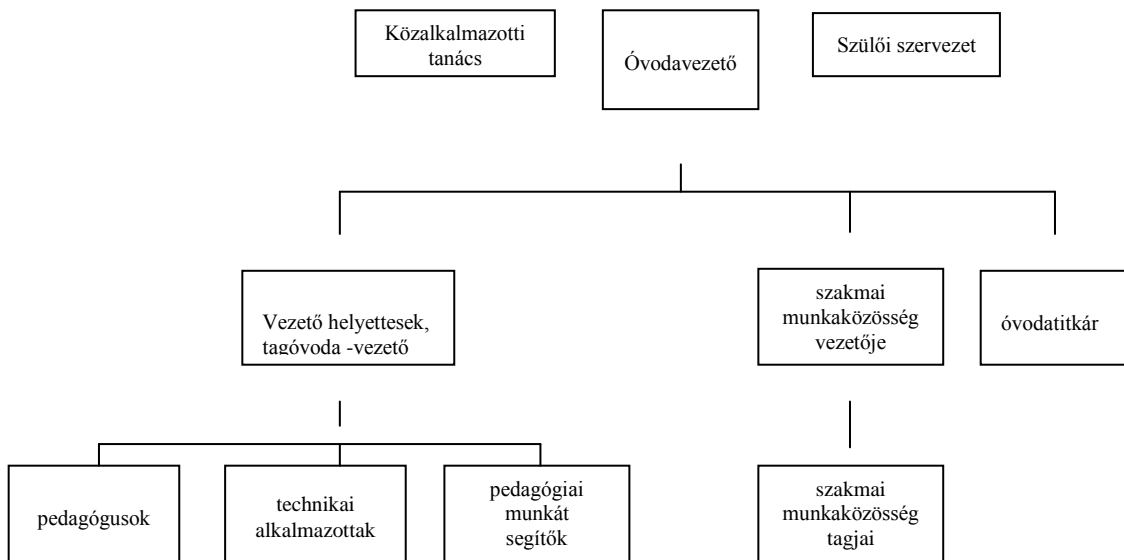 Közalkalmazotti
tanács
Óvodavezető
Szülői szervezet
Vezető helyettesek,
tagóvoda -vezető
szakmai
munkaközösség
vezetője
óvodatitkár
pedagógusok
technikai
alkalmazottak
pedagógiai
munkát
segítők
szakmai
munkaközösség
tagjai